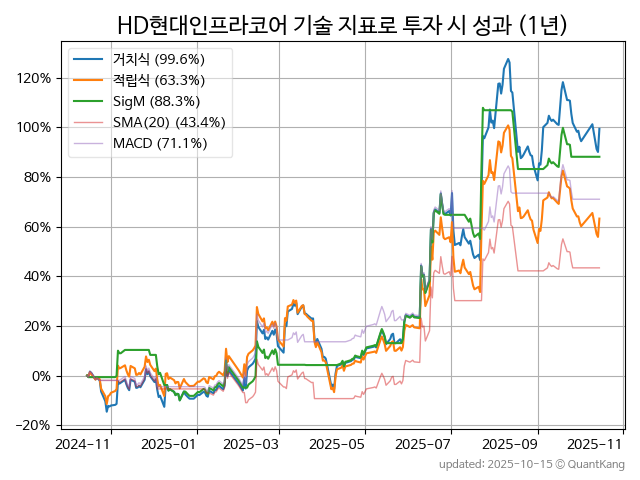 HD현대인프라코어 기술 지표로 투자 시 성과 (1년)
거치식 (99.6%)
적립식 (63.3%)
SigM (88.3%)
SMA(20) (43.4%)
MACD (71.1%)
120%
100%
80%
60%
40%
20%
0%
−20%
2024-11 2025-01 2025-03 2025-05 2025-07 2025-09 2025-11
updated: 2025-10-15 © QuantKang